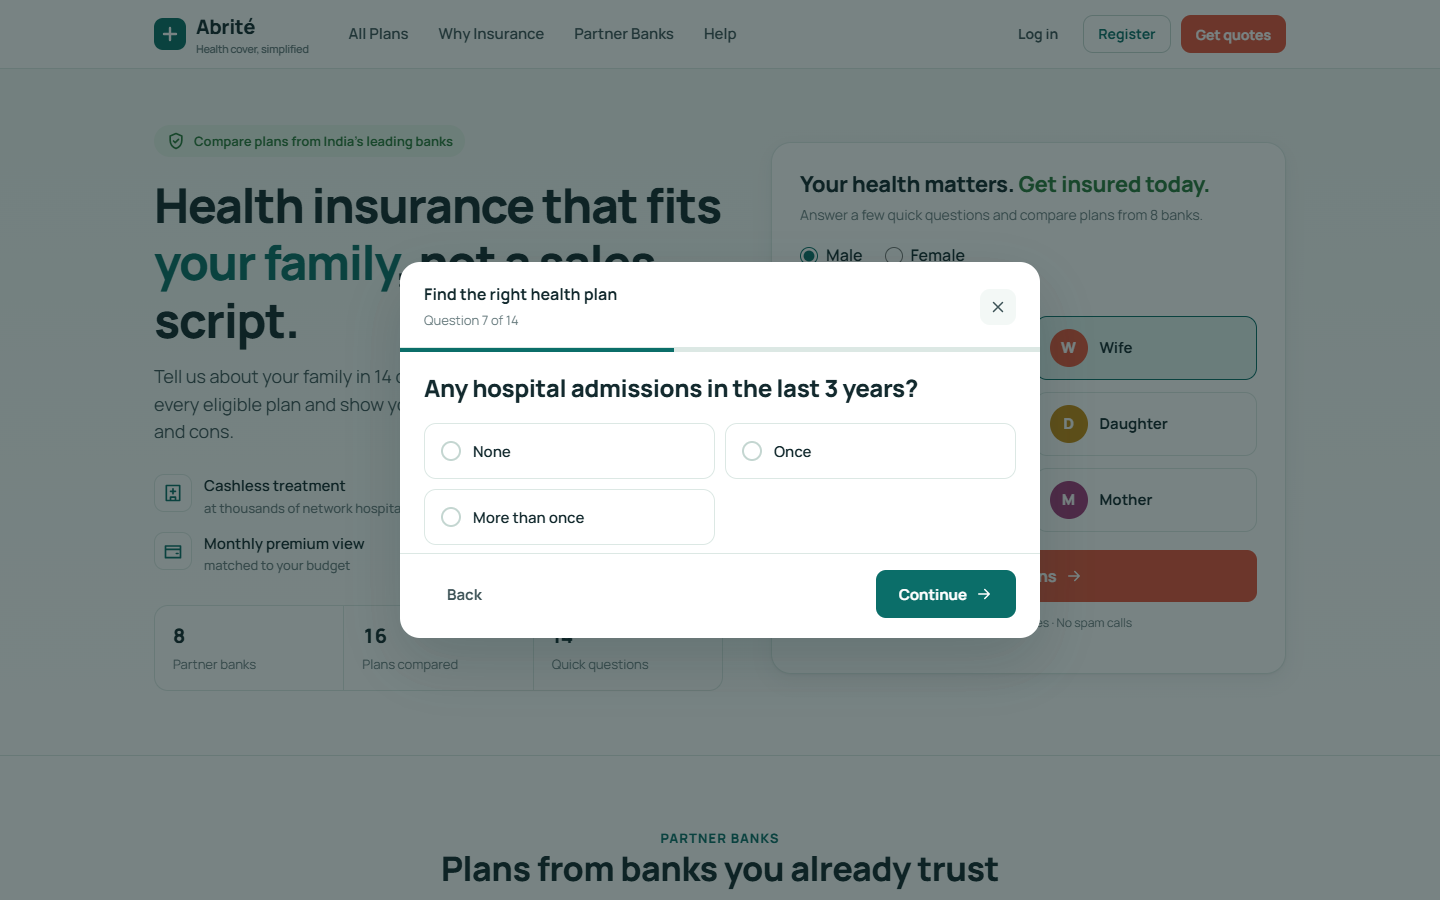 Abrité
Health cover, simplified
All Plans
Why Insurance
Partner Banks
Help
Log in
Register
Get quotes
Compare plans from India's leading banks
Health insurance that fits
your family, not a sales
script.
Tell us about your family in 14
every eligible plan and show
and cons.
Cashless treatment
at thousands of network
Monthly premium view
matched to your budget
8
Partner banks
16
Plans compared
14
Quick questions
Your health matters. Get insured today.
Answer a few quick questions and compare plans from 8 banks.
Male
Female
W
Wife
D
Daughter
M
Mother
No spam calls
Find the right health plan
Question 7 of 14
Any hospital admissions in the last 3 years?
None
Once
More than once
Back
Continue
PARTNER BANKS
Plans from banks you already trust